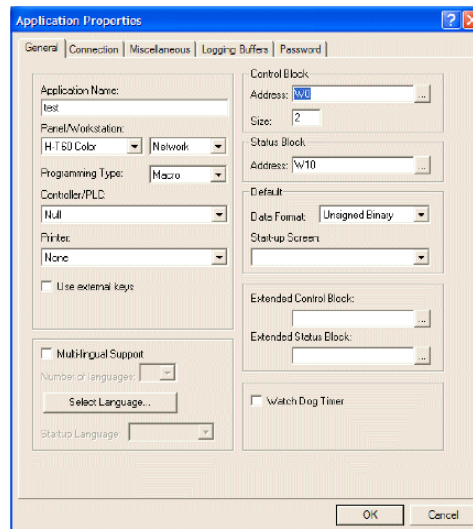 Application Properties
General
Connection
Miscellaneous
Logging Buffers
Password
Application Name:
test
Panel/Workstation:
H-T60 Color
Network
Programming Type:
Macro
Controller/PLC:
Null
Printer:
None
Use external keys
Multi-lingual Support
Number of languages:
Select Language...
Startup Language:
Control Block
Address: W0
...
Size: 2
Status Block
Address: W10
...
Default
Data Format: Unsigned Binary
Start-up Screen:
Extended Control Block:
...
Extended Status Block:
...
Watch Dog Timer
OK
Cancel